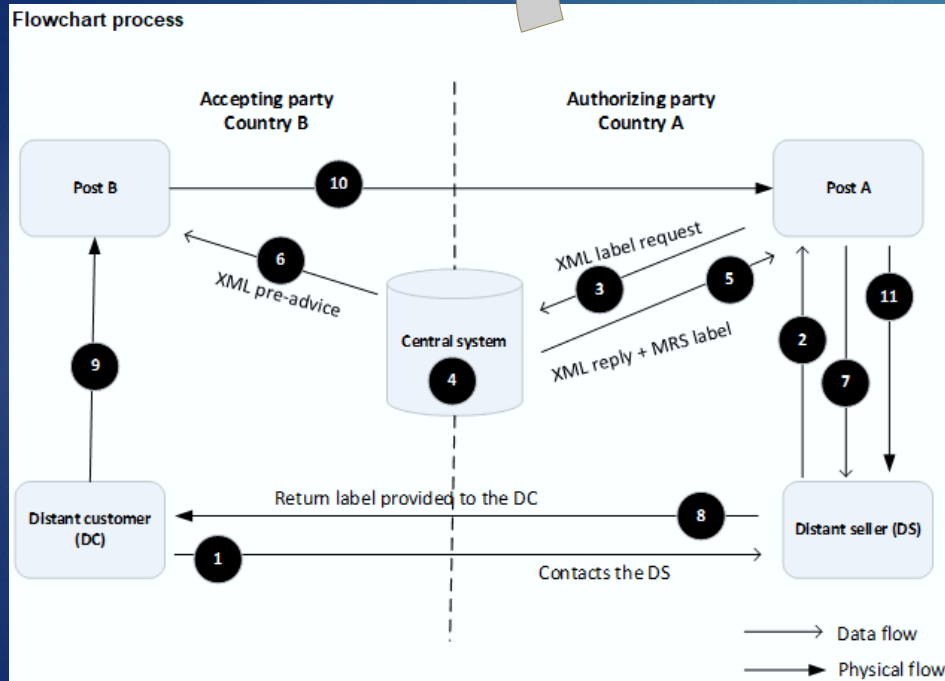 Flowchart process
Accepting party
Country B
Authorizing party
Country A
Post B
10
Post A
XML label request
6
3
5
11
XML pre-advice
Central system
2
XML reply + MRS label
4
9
7
Return label provided to the DC
8
Distant customer
(DC)
Distant seller (DS)
1
Contacts the DS
Data flow
Physical flow